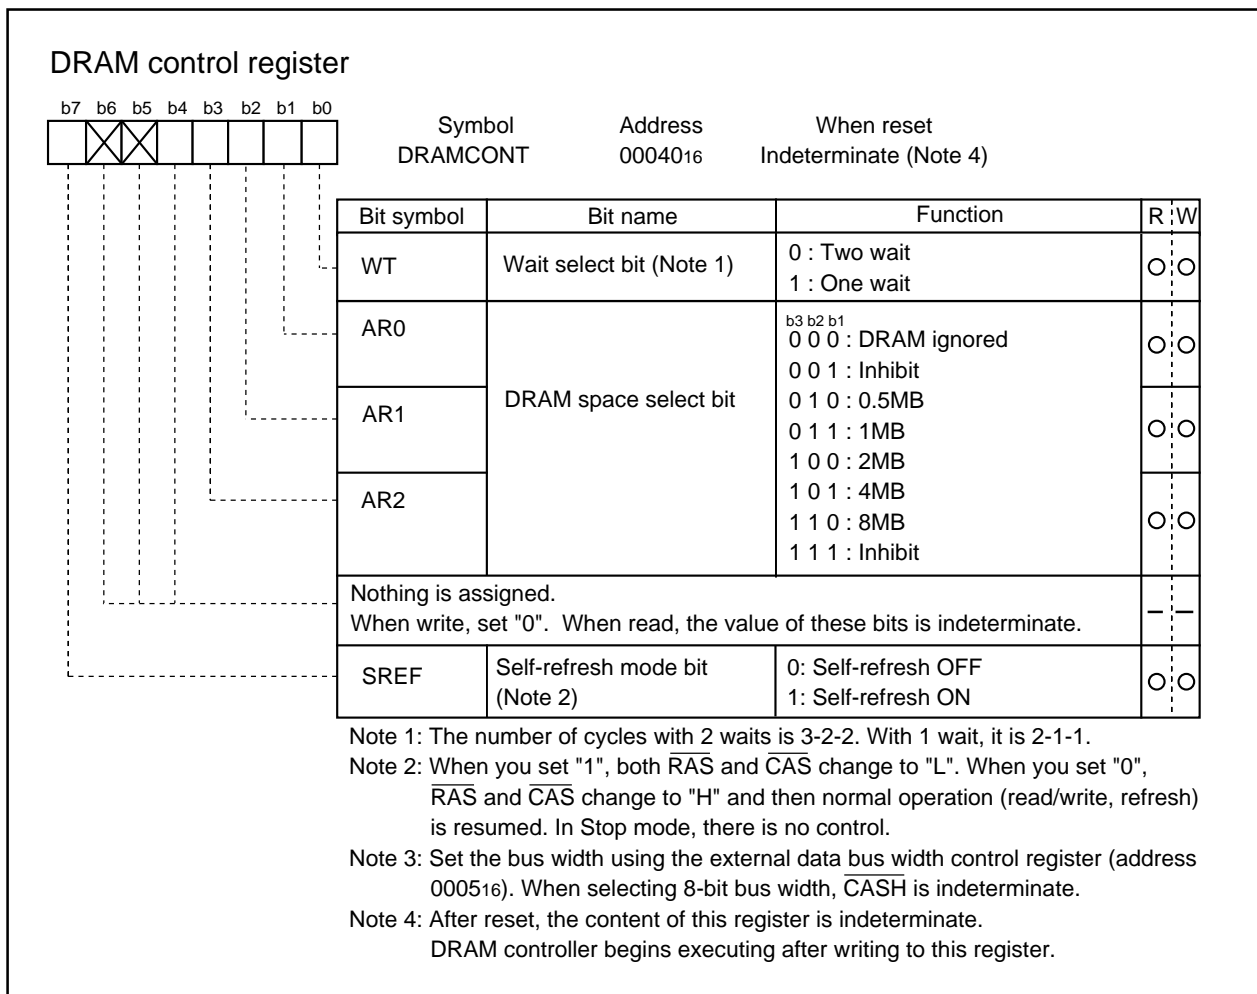 DRAM control register
b7 b6 b5 b4 b3 b2 b1 b0
Symbol Address When reset
DRAMCONT 0004016 Indeterminate (Note 4)
Bit symbol Bit name Function R W
WT Wait select bit (Note 1) 0 : Two wait
1 : One wait
AR0 b3 b2 b1
0 0 0 : DRAM ignored
0 0 1 : Inhibit
AR1 DRAM space select bit 0 1 0 : 0.5MB
0 1 1 : 1MB
1 0 0 : 2MB
AR2 1 0 1 : 4MB
1 1 0 : 8MB
1 1 1 : Inhibit
Nothing is assigned.
When write, set "0". When read, the value of these bits is indeterminate.
SREF Self-refresh mode bit 0: Self-refresh OFF
(Note 2) 1: Self-refresh ON
Note 1: The number of cycles with 2 waits is 3-2-2. With 1 wait, it is 2-1-1.
Note 2: When you set "1", both RAS and CAS change to "L". When you set "0",
RAS and CAS change to "H" and then normal operation (read/write, refresh)
is resumed. In Stop mode, there is no control.
Note 3: Set the bus width using the external data bus width control register (address
000516). When selecting 8-bit bus width, CASH is indeterminate.
Note 4: After reset, the content of this register is indeterminate.
DRAM controller begins executing after writing to this register.